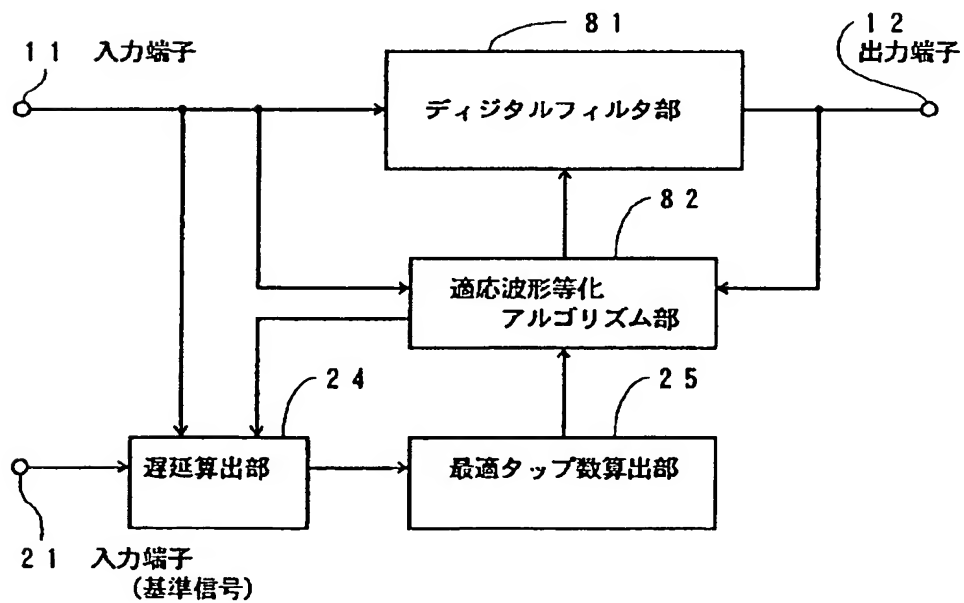 ８１
１２
１１ 入力端子
出力端子
ディジタルフィルタ部
８２
適応波形等化
アルゴリズム部
２４
２５
遅延算出部
最適タップ数算出部
２１ 入力端子
(基準信号)